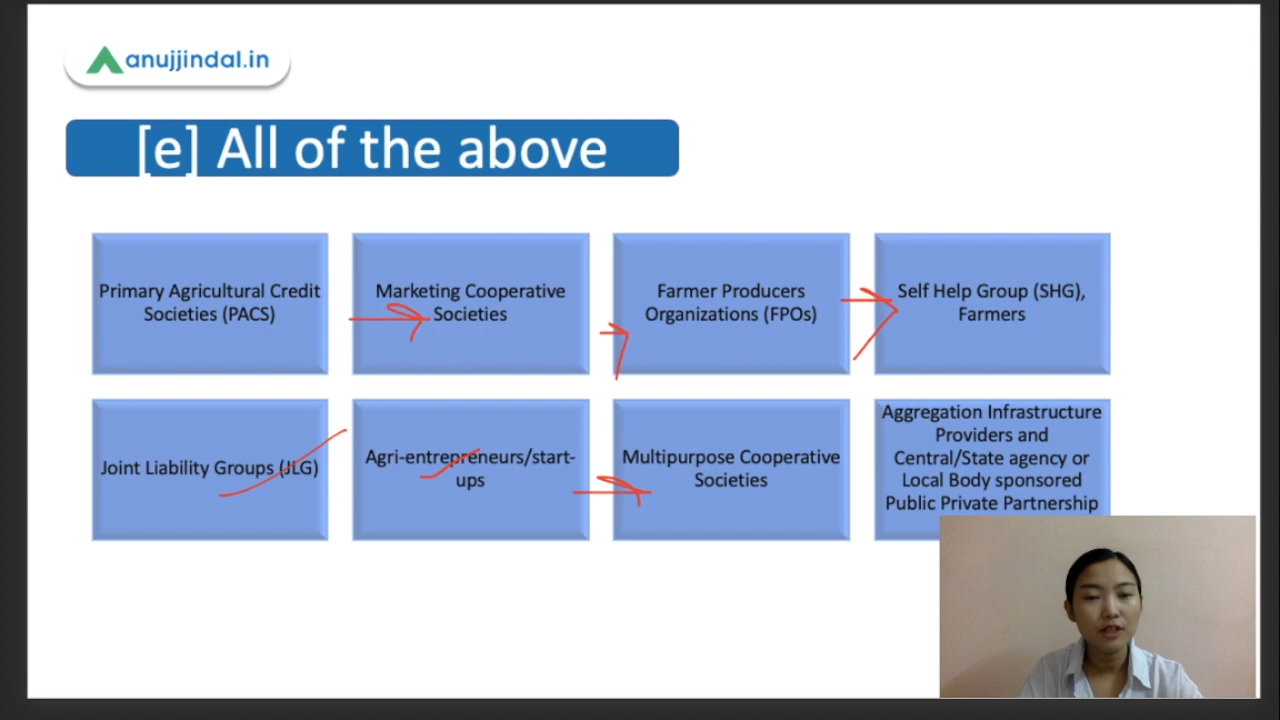 anujjindal.in
[e] All of the above
Primary Agricultural Credit
Societies (PACS)
Marketing Cooperative
Societies
Farmer Producers
Organizations (FPOs)
Self Help Group (SHG),
Farmers
Joint Liability Groups (JLG)
Agri-entrepreneurs/start-
ups
Multipurpose Cooperative
Societies
Aggregation Infrastructure
Providers and
Central/State agency or
Local Body sponsored
Public Private Partnership